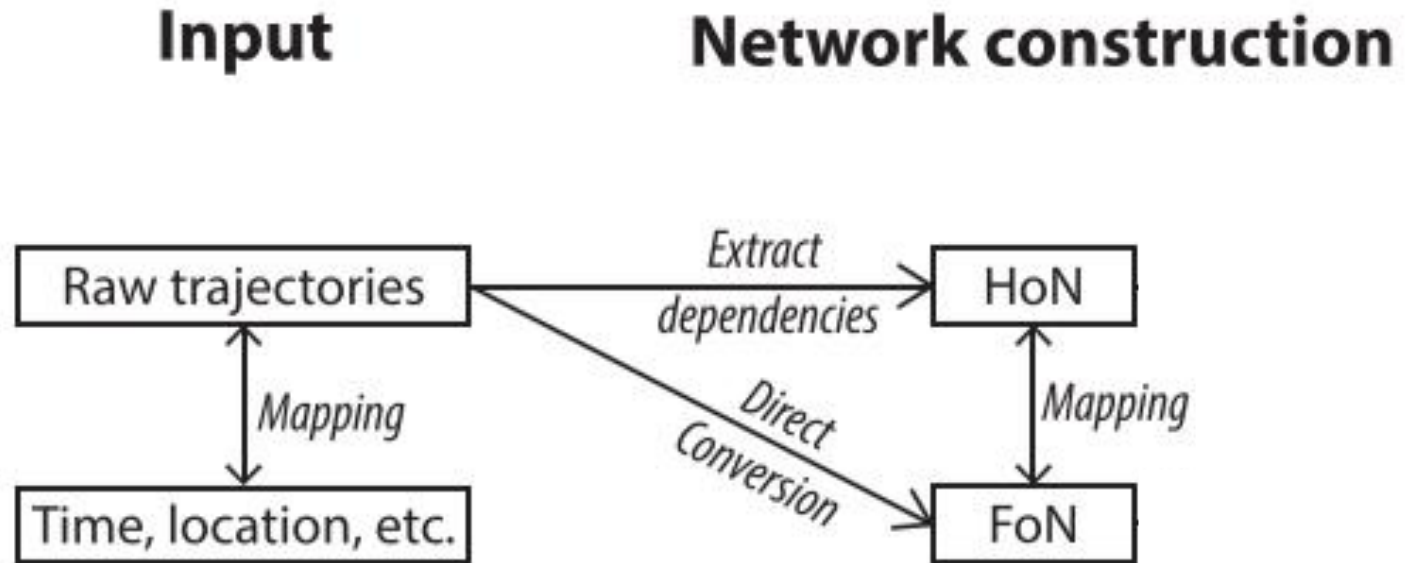 Input
Network construction
Raw trajectories
Extract
dependencies
HoN
Mapping
Direct
Conversion
Mapping
Time, location, etc.
FoN